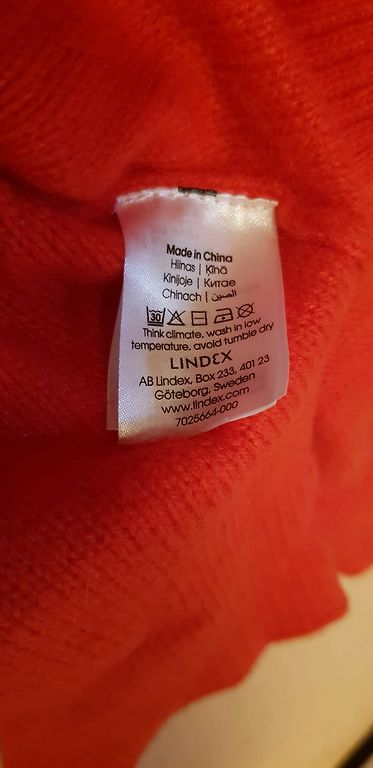 Made in China
Hiinas | Ķīnā
Kinijoje | Китае
Chinach | الصين
30
Think climate, wash in low
temperature, avoid tumble dry
LINDEX
AB Lindex, Box 233, 401 23
Göteborg, Sweden
www.lindex.com
7025664-000